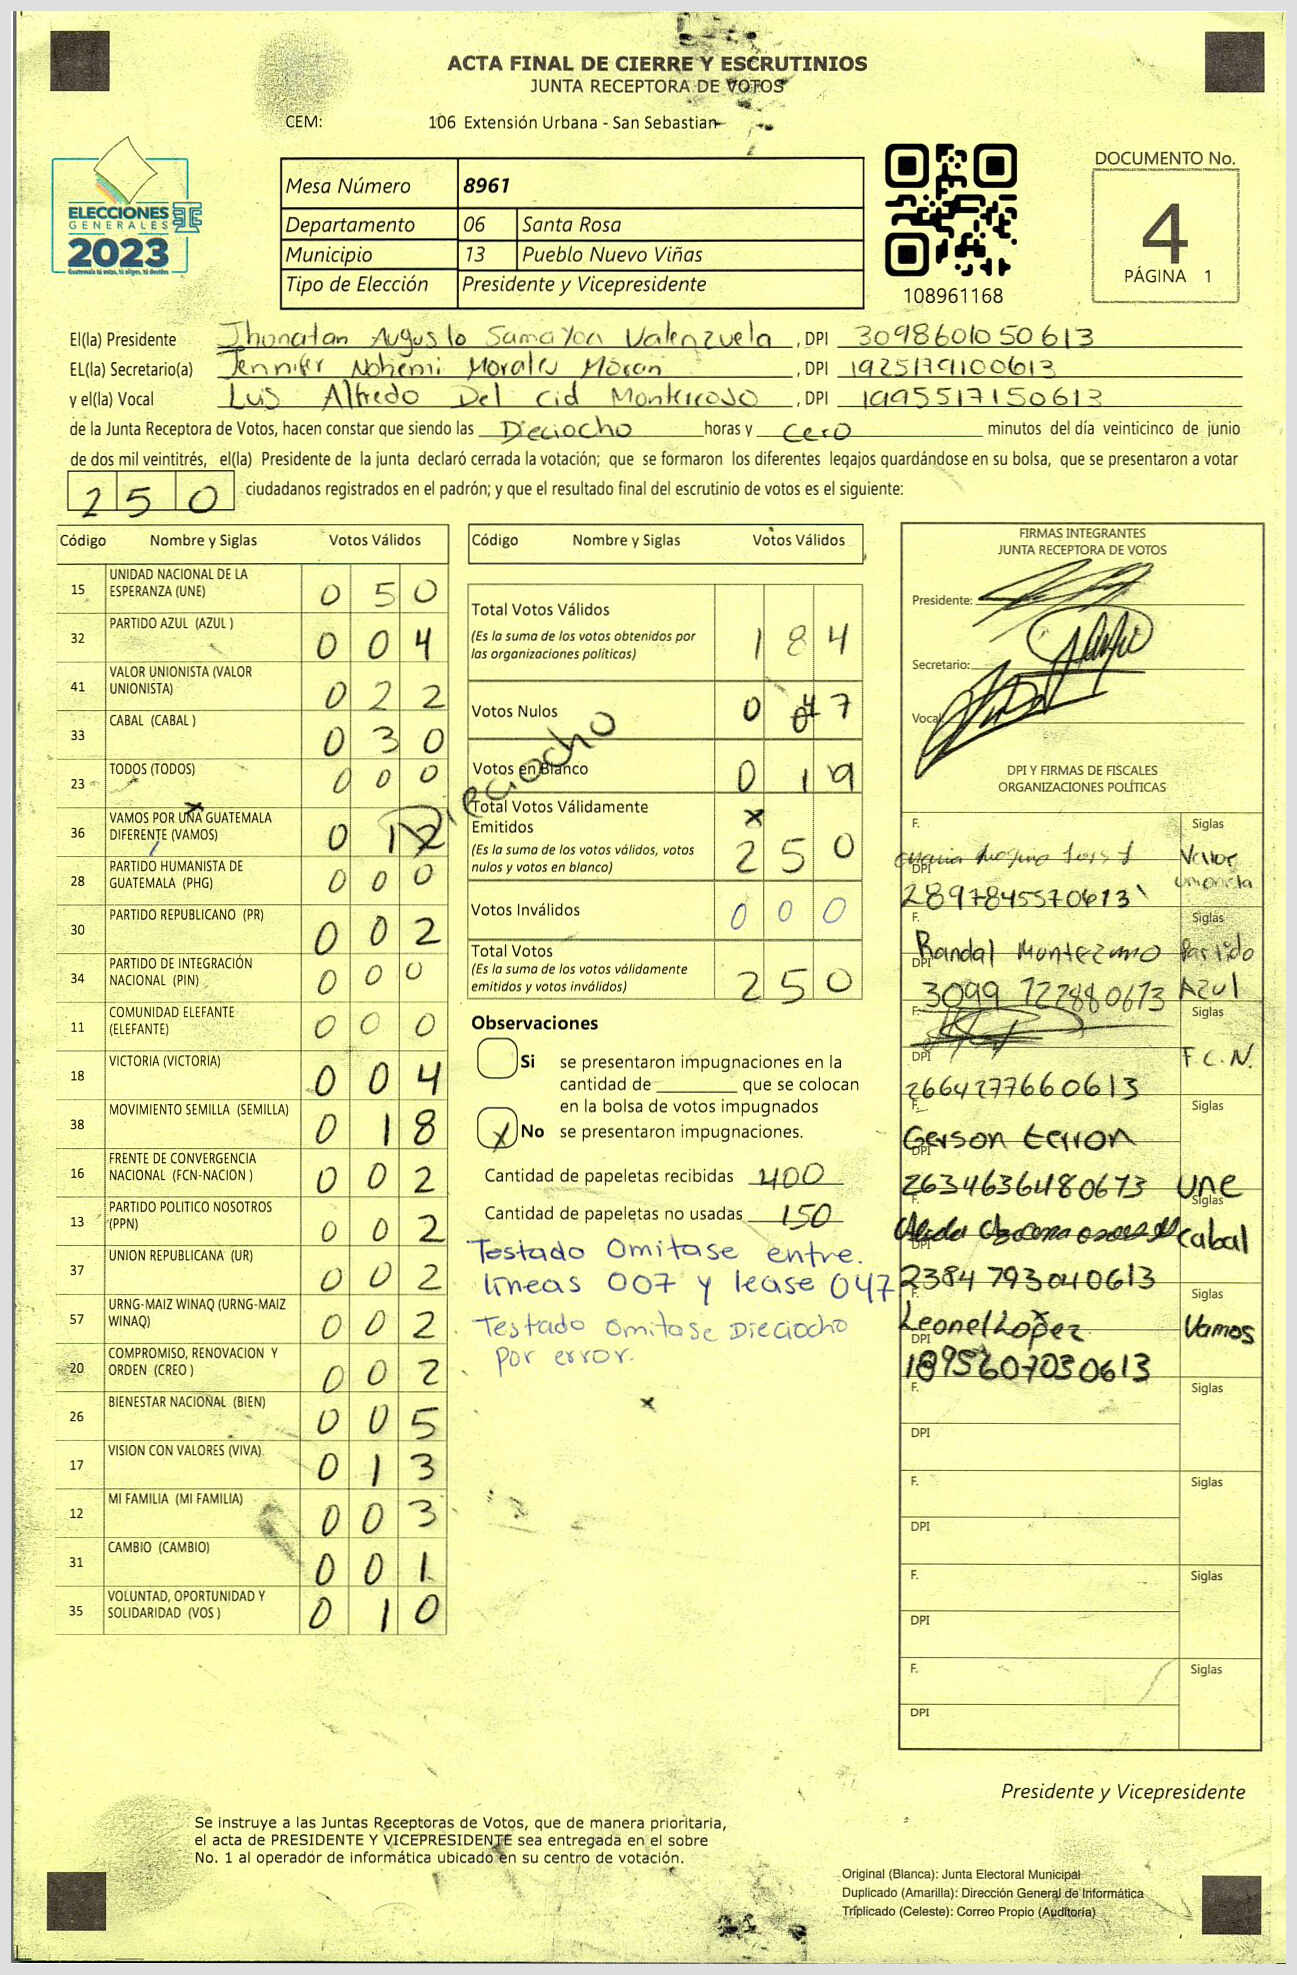 ACTA FINAL DE CIERRE Y ESCRUTINIOS
JUNTA RECEPTORA DE VOTOS
CEM: 106 Extensión Urbana - San Sebastian
ELECCIONES
GENERALES
2023
Guatemala tú eres, tú eliges, tú decides
Mesa Número 8961
Departamento 06 Santa Rosa
Municipio 13 Pueblo Nuevo Viñas
Tipo de Elección Presidente y Vicepresidente
108961168
DOCUMENTO No.
4
PÁGINA 1
El(la) Presidente Jhonatan Augusto Samayoa Valenzuela, DPI 3098601050613
EL(la) Secretario(a) Jennifer Nohemi Morales Moran, DPI 1925179100613
y el(la) Vocal Luis Alfredo Del Cid Monterroso, DPI 1995517150613
de la Junta Receptora de Votos, hacen constar que siendo las Dieciocho horas y Cero minutos del día veinticinco de junio
de dos mil veintitrés, el(la) Presidente de la junta declaró cerrada la votación; que se formaron los diferentes legajos guardándose en su bolsa, que se presentaron a votar
250 ciudadanos registrados en el padrón; y que el resultado final del escrutinio de votos es el siguiente:
Código Nombre y Siglas Votos Válidos
15 UNIDAD NACIONAL DE LA ESPERANZA (UNE) 050
32 PARTIDO AZUL (AZUL ) 004
41 VALOR UNIONISTA (VALOR UNIONISTA) 022
33 CABAL (CABAL ) 030
23 TODOS (TODOS) 000
36 VAMOS POR UNA GUATEMALA DIFERENTE (VAMOS) 012
Dieciocho
28 PARTIDO HUMANISTA DE GUATEMALA (PHG) 000
30 PARTIDO REPUBLICANO (PR) 002
34 PARTIDO DE INTEGRACIÓN NACIONAL (PIN) 000
11 COMUNIDAD ELEFANTE (ELEFANTE) 000
18 VICTORIA (VICTORIA) 004
38 MOVIMIENTO SEMILLA (SEMILLA) 018
16 FRENTE DE CONVERGENCIA NACIONAL (FCN-NACION ) 002
13 PARTIDO POLITICO NOSOTROS (PPN) 002
37 UNION REPUBLICANA (UR) 002
57 URNG-MAIZ WINAQ (URNG-MAIZ WINAQ) 002
20 COMPROMISO, RENOVACION Y ORDEN (CREO ) 002
26 BIENESTAR NACIONAL (BIEN) 005
17 VISION CON VALORES (VIVA) 013
12 MI FAMILIA (MI FAMILIA) 003
31 CAMBIO (CAMBIO) 001
35 VOLUNTAD, OPORTUNIDAD Y SOLIDARIDAD (VOS ) 010
Código Nombre y Siglas Votos Válidos
Total Votos Válidos 184
(Es la suma de los votos obtenidos por
las organizaciones políticas)
Votos Nulos 047
Votos en Blanco 019
Total Votos Válidamente
Emitidos x
(Es la suma de los votos válidos, votos
nulos y votos en blanco) 250
Votos Inválidos 000
Total Votos
(Es la suma de los votos válidamente
emitidos y votos inválidos) 250
Observaciones
Si se presentaron impugnaciones en la
cantidad de ________ que se colocan
en la bolsa de votos impugnados
X No se presentaron impugnaciones.
Cantidad de papeletas recibidas 400
Cantidad de papeletas no usadas 150
Testado Omitase entre.
lineas 007 y lease 047
Testado Omitase Dieciocho
por error.
x
FIRMAS INTEGRANTES
JUNTA RECEPTORA DE VOTOS
Presidente:
Secretario:
Vocal
DPI Y FIRMAS DE FISCALES
ORGANIZACIONES POLÍTICAS
F. Siglas
Valor
unionista
DPI 2897845570613
F. Siglas
Randal Montezano Partido
DPI 3099 722880673 Azul
F. Siglas
F.C.N.
DPI 2664277660613
F. Siglas
Gerson terron
DPI 2634636480673 une
F. Siglas
cabal
DPI 2384 793040613
F. Siglas
Leonel López Vamos
DPI 1895607030613
F. Siglas
DPI
F. Siglas
DPI
F. Siglas
DPI
F. Siglas
DPI
Presidente y Vicepresidente
Se instruye a las Juntas Receptoras de Votos, que de manera prioritaria,
el acta de PRESIDENTE Y VICEPRESIDENTE sea entregada en el sobre
No. 1 al operador de informática ubicado en su centro de votación.
Original (Blanca): Junta Electoral Municipal
Duplicado (Amarilla): Dirección General de Informática
Triplicado (Celeste): Correo Propio (Auditoría)